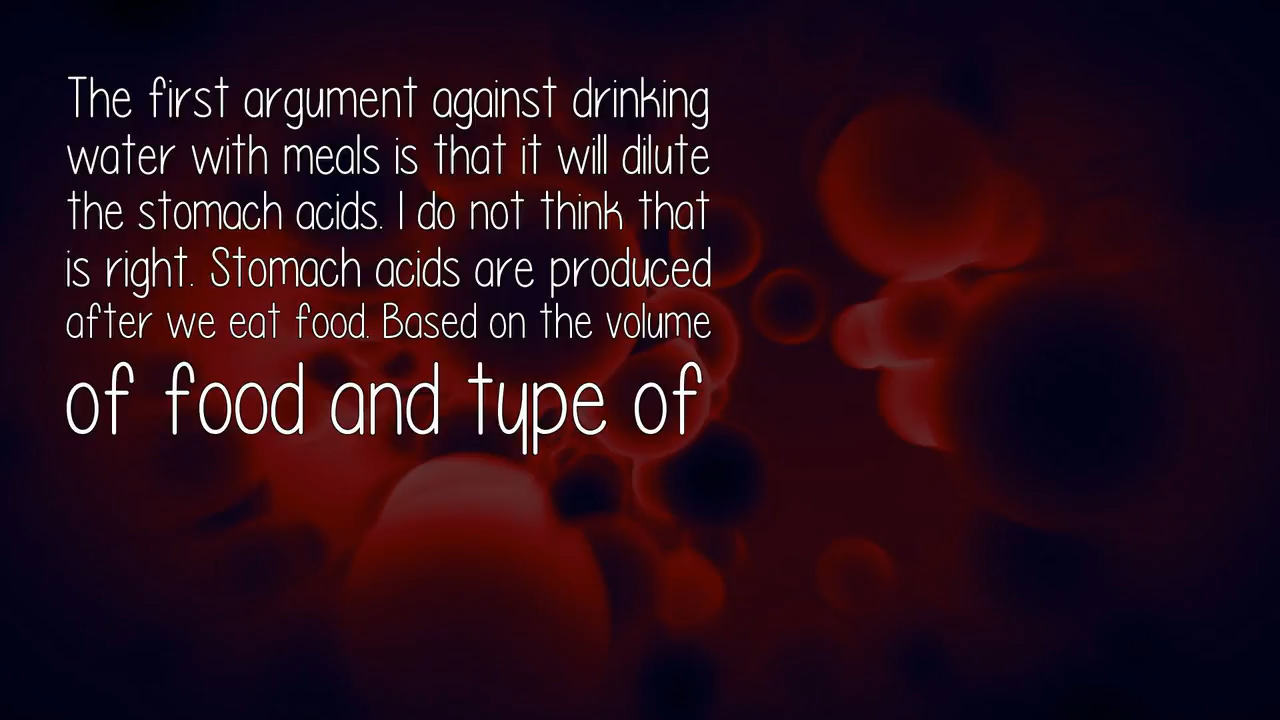 The first argument against drinking
water with meals is that it will dilute
the stomach acids. I do not think that
is right. Stomach acids are produced
after we eat food. Based on the volume
of food and type of